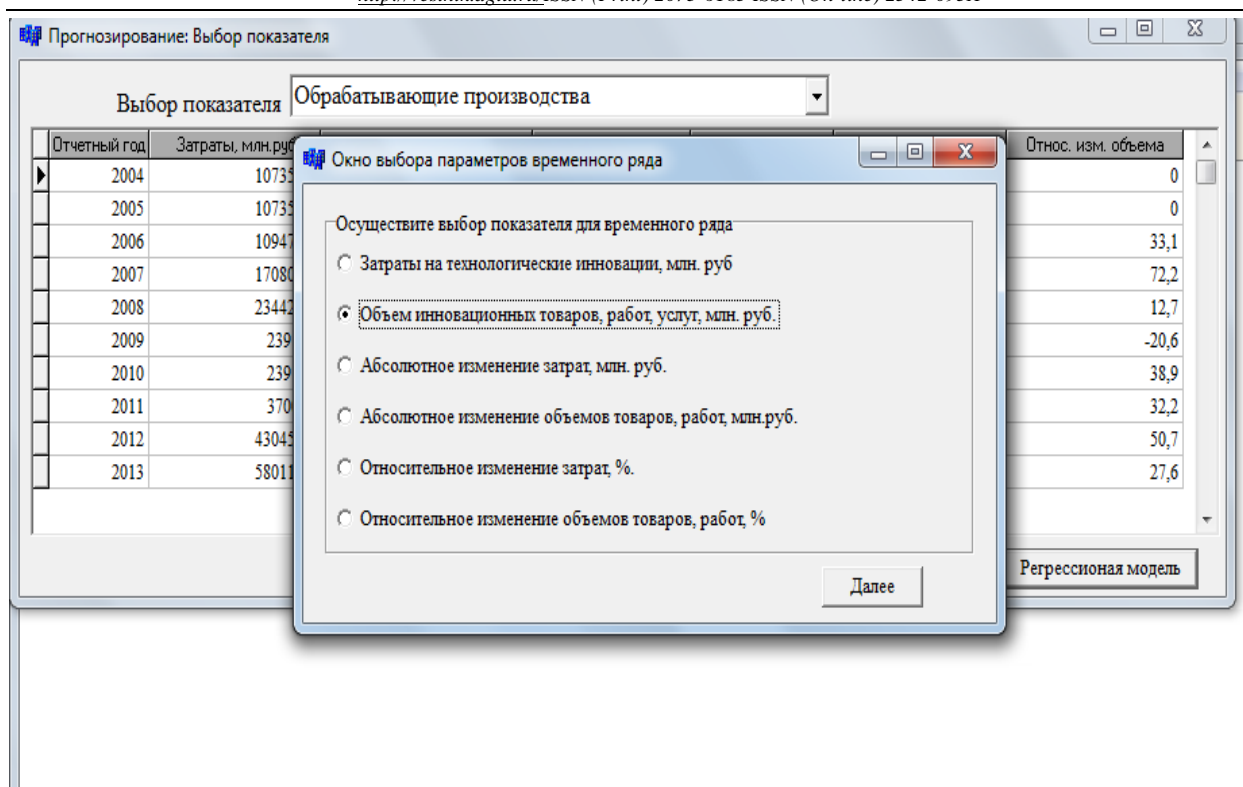 Прогнозирование: Выбор показателя
Выбор показателя Обрабатывающие производства
Отчетный год Затраты, млн.руб Относ. изм. объема
2004 10735 0
2005 10735 0
2006 10947 33,1
2007 17080 72,2
2008 23442 12,7
2009 239 -20,6
2010 239 38,9
2011 370 32,2
2012 43045 50,7
2013 58011 27,6
Регрессионая модель
Окно выбора параметров временного ряда
Осуществите выбор показателя для временного ряда
Затраты на технологические инновации, млн. руб
Объем инновационных товаров, работ, услуг, млн. руб.
Абсолютное изменение затрат, млн. руб.
Абсолютное изменение объемов товаров, работ, млн.руб.
Относительное изменение затрат, %.
Относительное изменение объемов товаров, работ, %
Далее